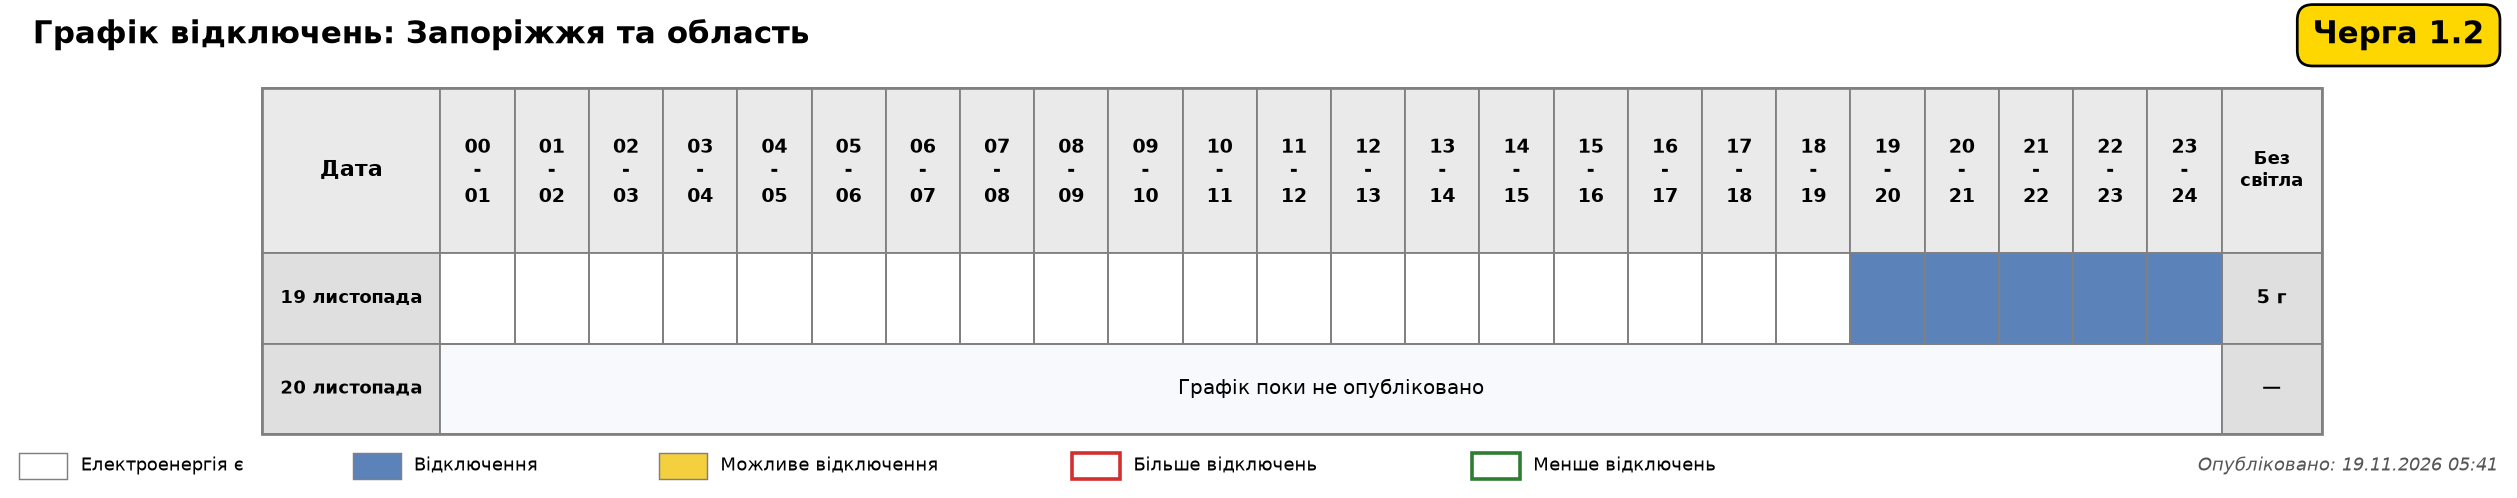 Графік відключень: Запоріжжя та область
Черга 1.2
Дата
00 - 01
01 - 02
02 - 03
03 - 04
04 - 05
05 - 06
06 - 07
07 - 08
08 - 09
09 - 10
10 - 11
11 - 12
12 - 13
13 - 14
14 - 15
15 - 16
16 - 17
17 - 18
18 - 19
19 - 20
20 - 21
21 - 22
22 - 23
23 - 24
Без
світла
19 листопада
5 г
20 листопада
Графік поки не опубліковано
—
Електроенергія є
Відключення
Можливе відключення
Більше відключень
Менше відключень
Опубліковано: 19.11.2026 05:41